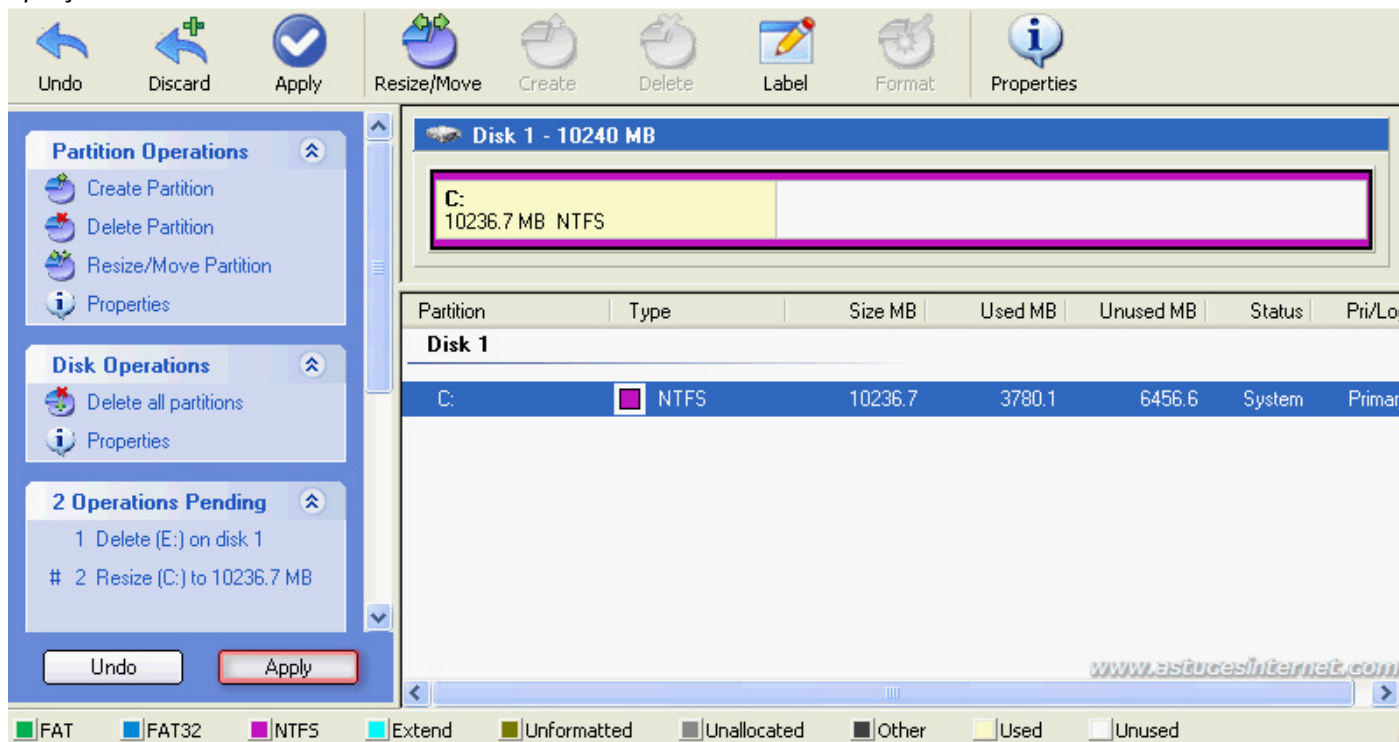 Undo Discard Apply Resize/Move Create Delete Label Format Properties
Partition Operations
Create Partition
Delete Partition
Resize/Move Partition
Properties
Disk Operations
Delete all partitions
Properties
2 Operations Pending
1 Delete (E:) on disk 1
# 2 Resize (C:) to 10236.7 MB
Undo Apply
Disk 1 - 10240 MB
C:
10236.7 MB NTFS
Partition Type Size MB Used MB Unused MB Status Pri/Lo
Disk 1
C: NTFS 10236.7 3780.1 6456.6 System Primar
www.astucesinternet.com
FAT FAT32 NTFS Extend Unformatted Unallocated Other Used Unused